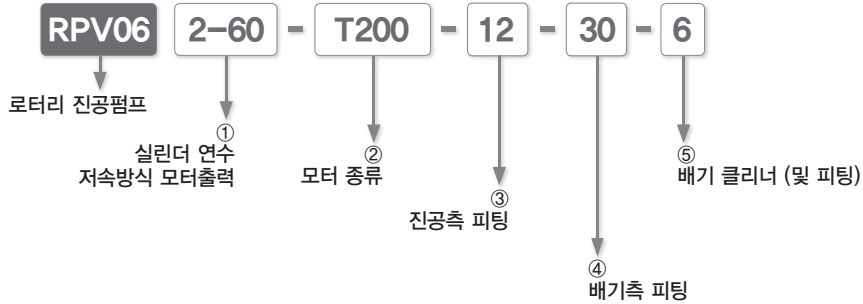 RPV06 2-60 - T200 - 12 - 30 - 6
로터리 진공펌프
①
실린더 연수
저속방식 모터출력
②
모터 종류
③
진공측 피팅
④
배기측 피팅
⑤
배기 클리너 (및 피팅)